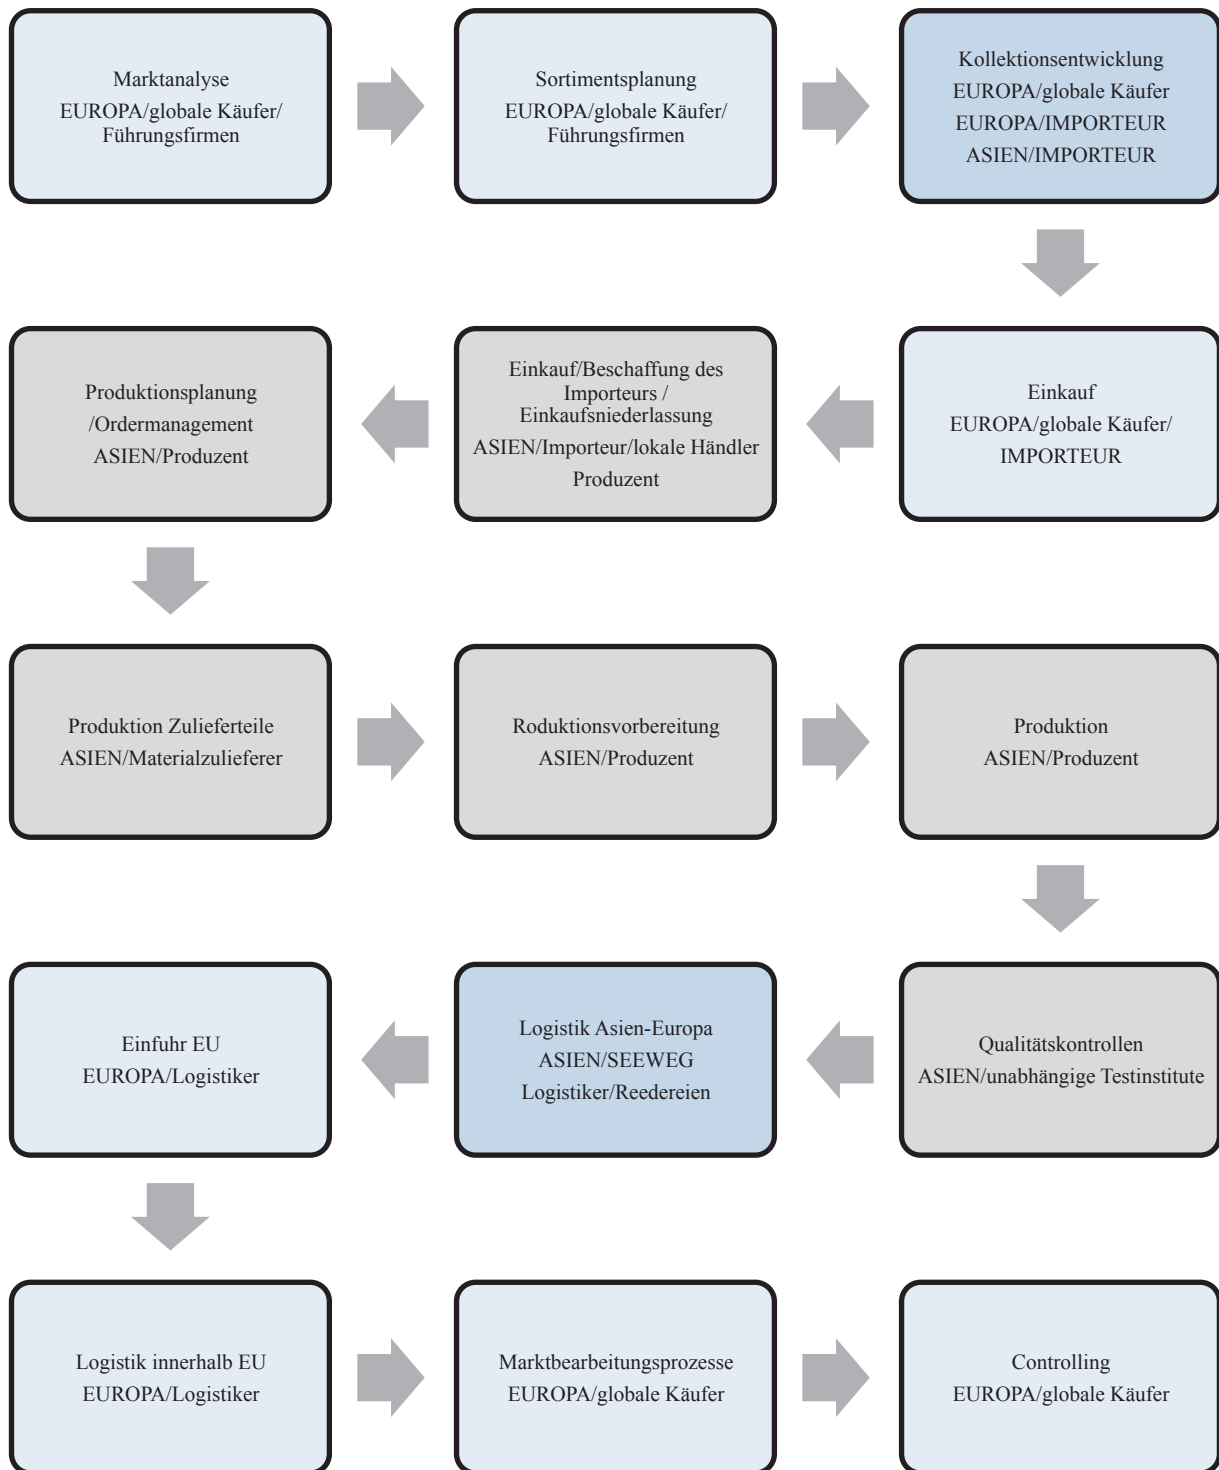 Marktanalyse
EUROPA/globale Käufer/
Führungsfirmen
Sortimentsplanung
EUROPA/globale Käufer/
Führungsfirmen
Kollektionsentwicklung
EUROPA/globale Käufer
EUROPA/IMPORTEUR
ASIEN/IMPORTEUR
Einkauf
EUROPA/globale Käufer/
IMPORTEUR
Einkauf/Beschaffung des
Importeurs /
Einkaufsniederlassung
ASIEN/Importeur/lokale Händler
Produzent
Produktionsplanung
/Ordermanagement
ASIEN/Produzent
Produktion Zulieferteile
ASIEN/Materialzulieferer
Roduktionsvorbereitung
ASIEN/Produzent
Produktion
ASIEN/Produzent
Qualitätskontrollen
ASIEN/unabhängige Testinstitute
Logistik Asien-Europa
ASIEN/SEEWEG
Logistiker/Reedereien
Einfuhr EU
EUROPA/Logistiker
Logistik innerhalb EU
EUROPA/Logistiker
Marktbearbeitungsprozesse
EUROPA/globale Käufer
Controlling
EUROPA/globale Käufer